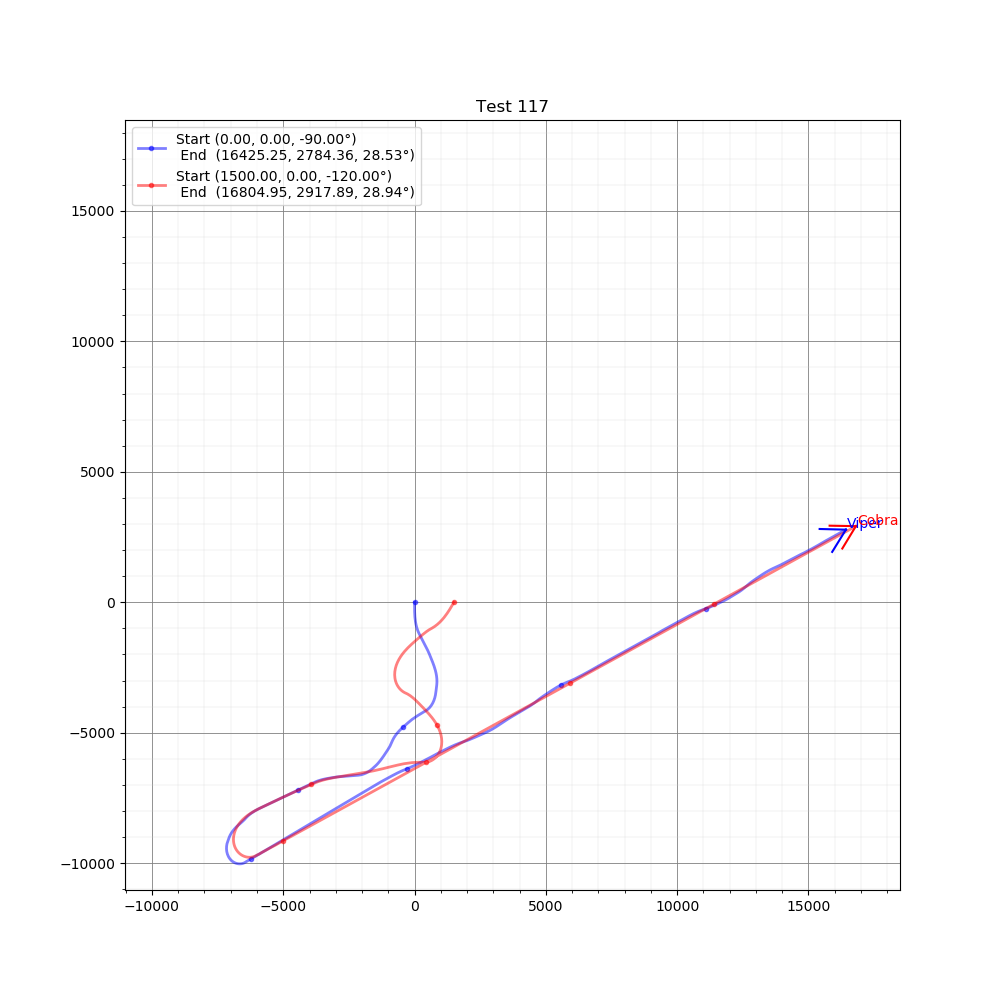 Test 117
Start (0.00, 0.00, -90.00°)
End (16425.25, 2784.36, 28.53°)
Start (1500.00, 0.00, -120.00°)
End (16804.95, 2917.89, 28.94°)
15000
10000
5000
Viper
Cobra
0
−5000
−10000
−10000
−5000
0
5000
10000
15000